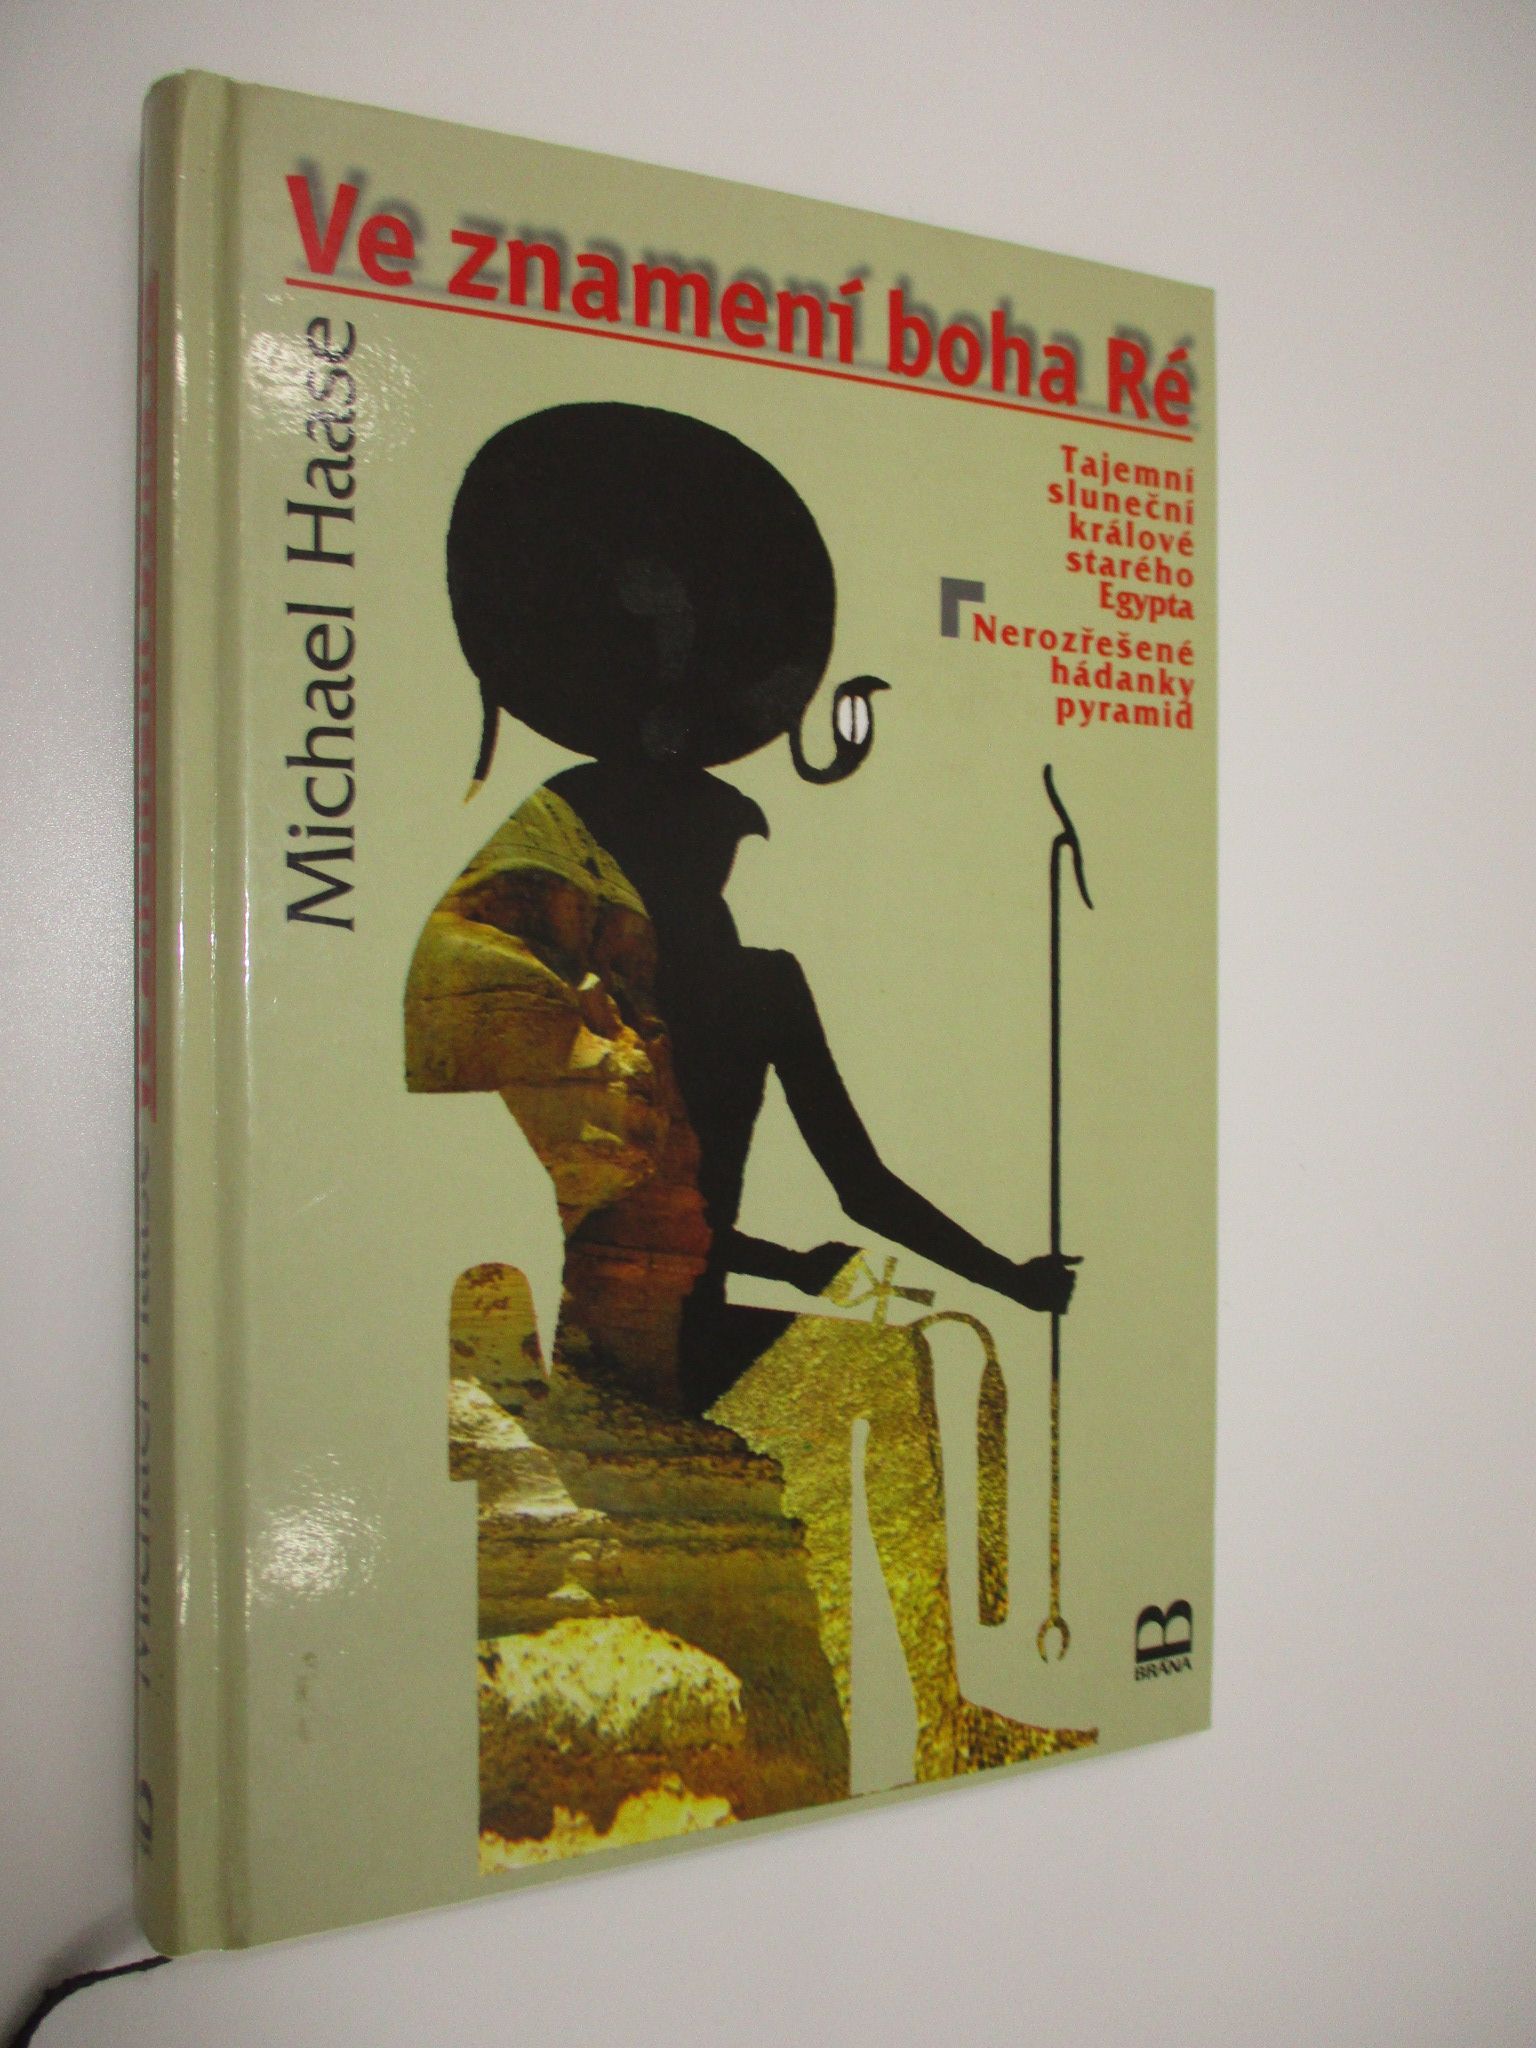 Ve znamení boha Ré
Michael Haase
Tajemní
sluneční
králové
starého
Egypta
Nerozřešené
hádanky
pyramid
B
BRÁNA